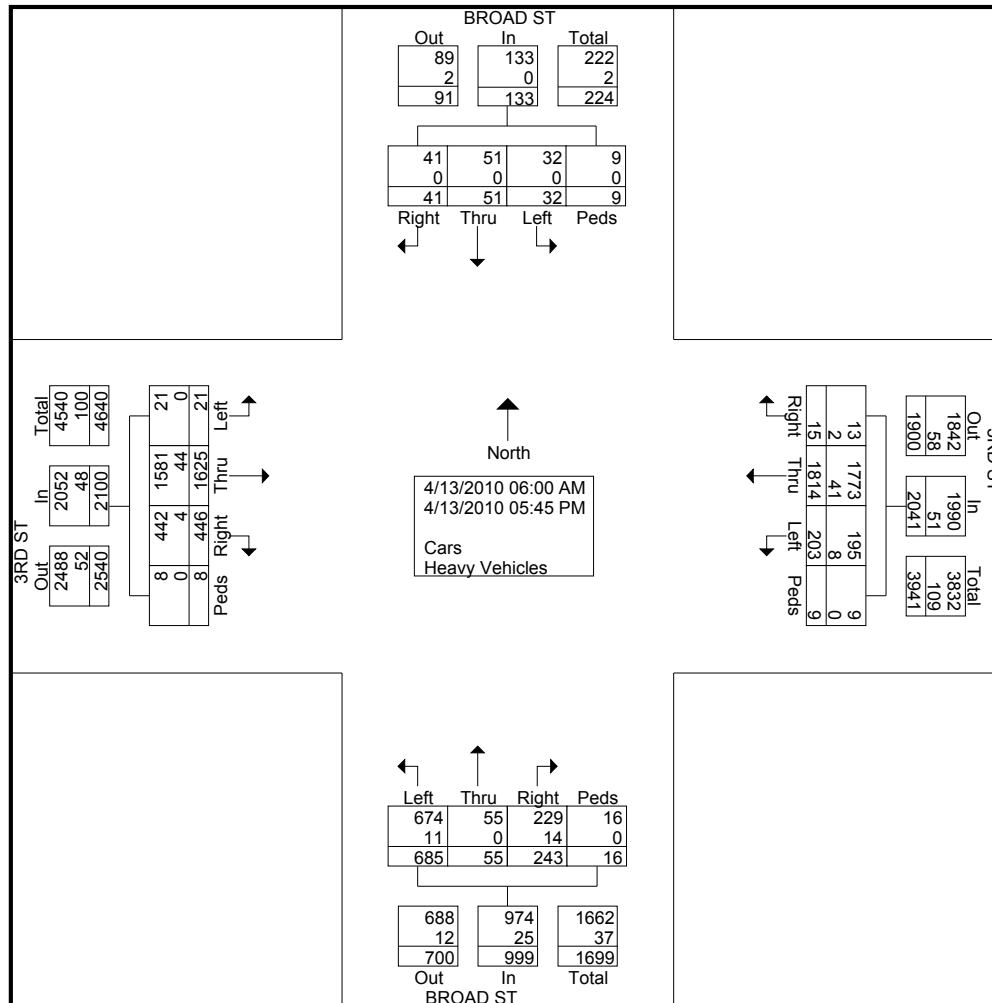 BROAD ST
Out In Total
89 133 222
2 0 2
91 133 224
41 51 32 9
0 0 0 0
41 51 32 9
Right Thru Left Peds
3RD ST
Total In Out
4540 2052 2488
100 48 52
4640 2100 2540
21 1581 442 8
0 44 4 0
21 1625 446 8
Left Thru Right Peds
North
4/13/2010 06:00 AM
4/13/2010 05:45 PM
Cars
Heavy Vehicles
Right Thru Left Peds
15 1814 203 9
2 41 8 0
13 1773 195 9
Out In Total
1842 1990 3832
58 51 109
1900 2041 3941
3RD ST
Left Thru Right Peds
674 55 229 16
11 0 14 0
685 55 243 16
688 974 1662
12 25 37
700 999 1699
Out In Total
BROAD ST